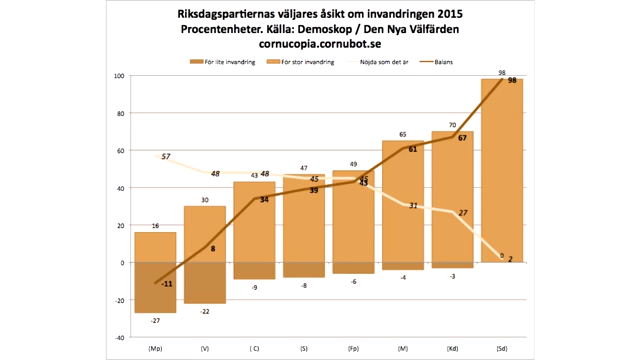 Riksdagspartiernas väljares åsikt om invandringen 2015
Procentenheter. Källa: Demoskop / Den Nya Välfärden
cornucopia.cornubot.se
För lite invandring För stor invandring Nöjda som det är Balans
100
80
60
40
20
0
-20
-40
16 30 43 47 49 65 70 98
57 48 48 45 45 31 27 2
-11 8 34 39 43 61 67 98
-27 -22 -9 -8 -6 -4 -3 0
(Mp) (V) ( C) (S) (Fp) (M) (Kd) (Sd)